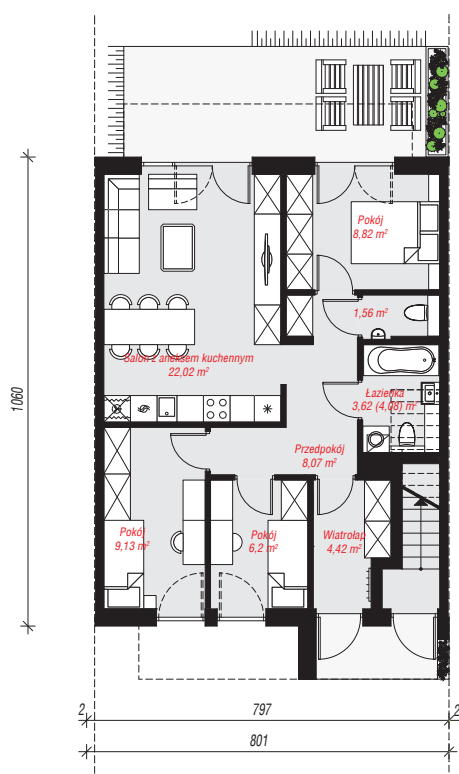 Pokój
8,82 m²
1,56 m²
Salon z aneksem kuchennym
22,02 m²
Łazienka
3,62 (4,08) m²
1060
Przedpokój
8,07 m²
Pokój
9,13 m²
Pokój
6,2 m²
Wiatrołap
4,42 m²
2
797
2
801